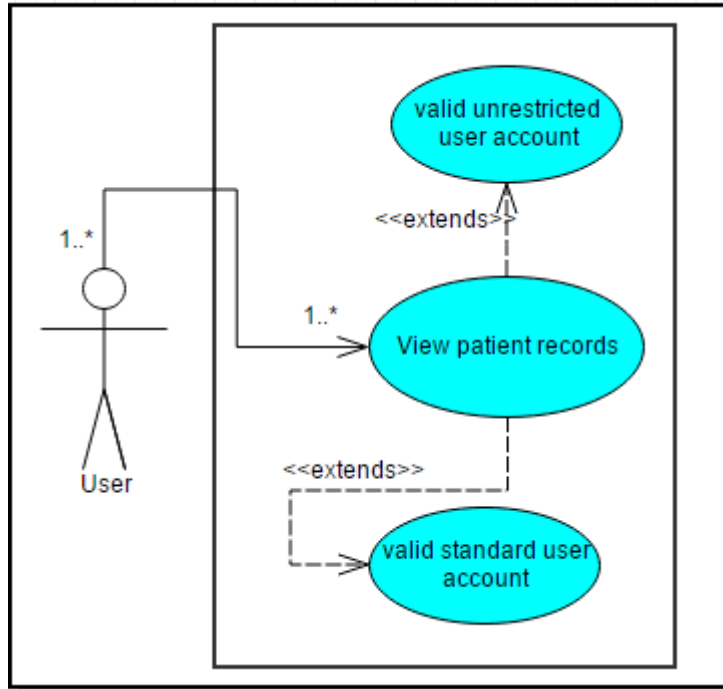 valid unrestricted
user account
<<extends>>
1..*
1..*
View patient records
<<extends>>
User
valid standard user
account